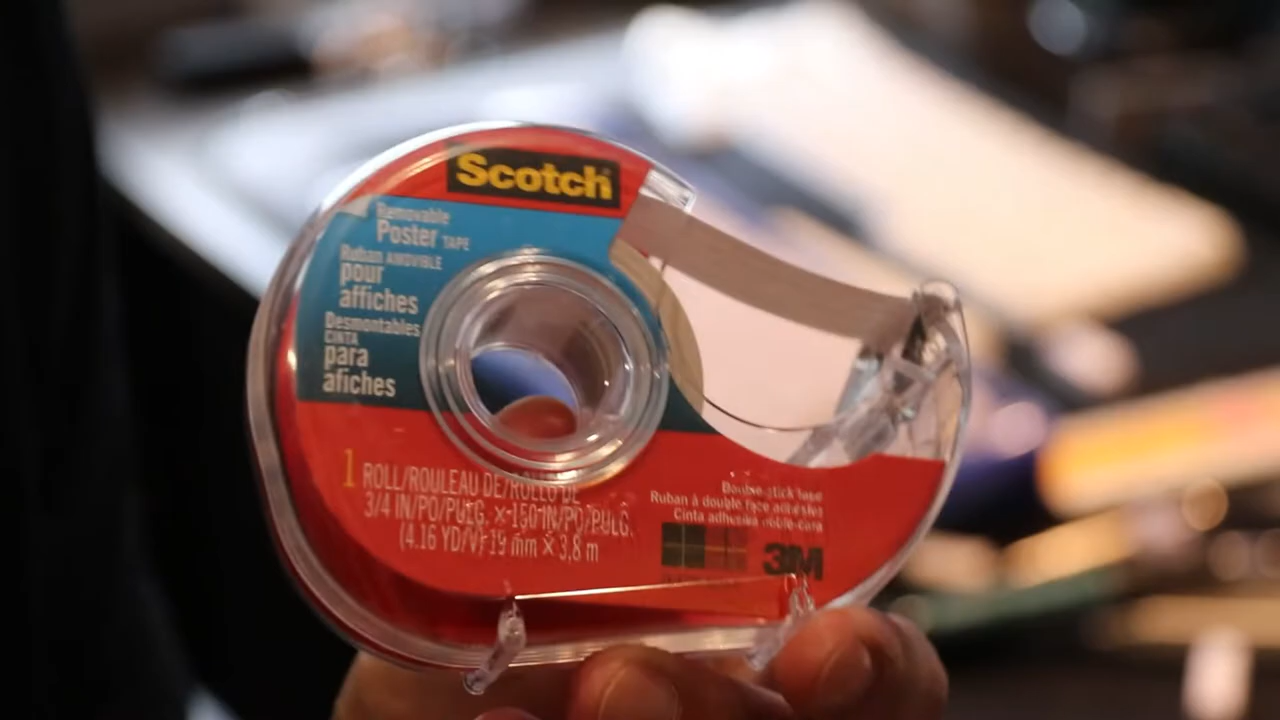 Scotch
Removable
Poster TAPE
Ruban AMOVIBLE
pour
affiches
Desmontables
CINTA
para
afiches
1 ROLL/ROULEAU DE/ROLLO DE
3/4 IN/PO/PULG. X 150 IN/PO/PULG.
(4.16 YD/V) 19 mm X 3,8 m
Double-stick tape
Ruban à double face adhésif
Cinta adhesiva doble-cara
3M